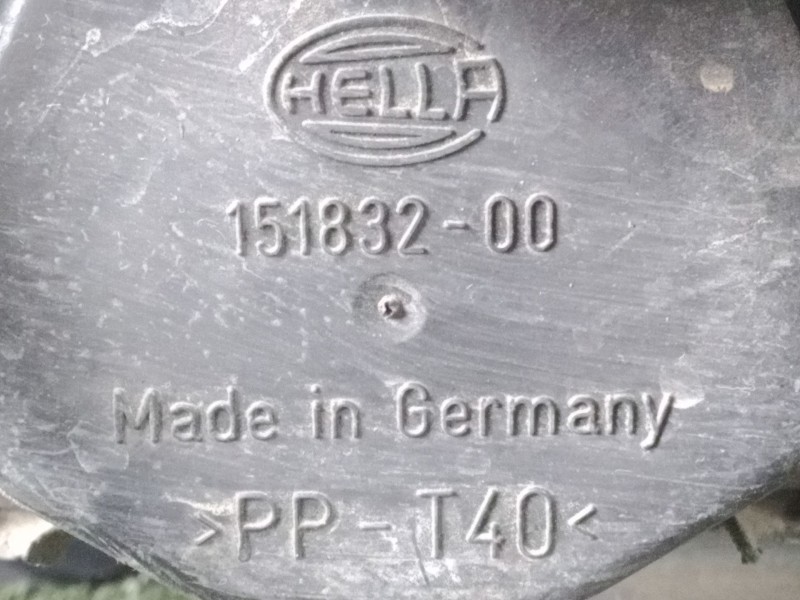 HELLA
151832-00
Made in Germany
>PP-T40<